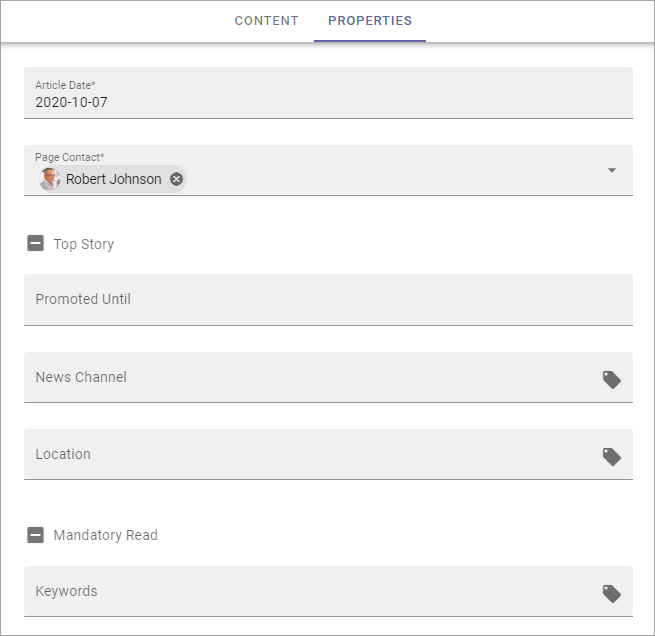 CONTENT PROPERTIES
Article Date*
2020-10-07
Page Contact*
Robert Johnson
Top Story
Promoted Until
News Channel
Location
Mandatory Read
Keywords